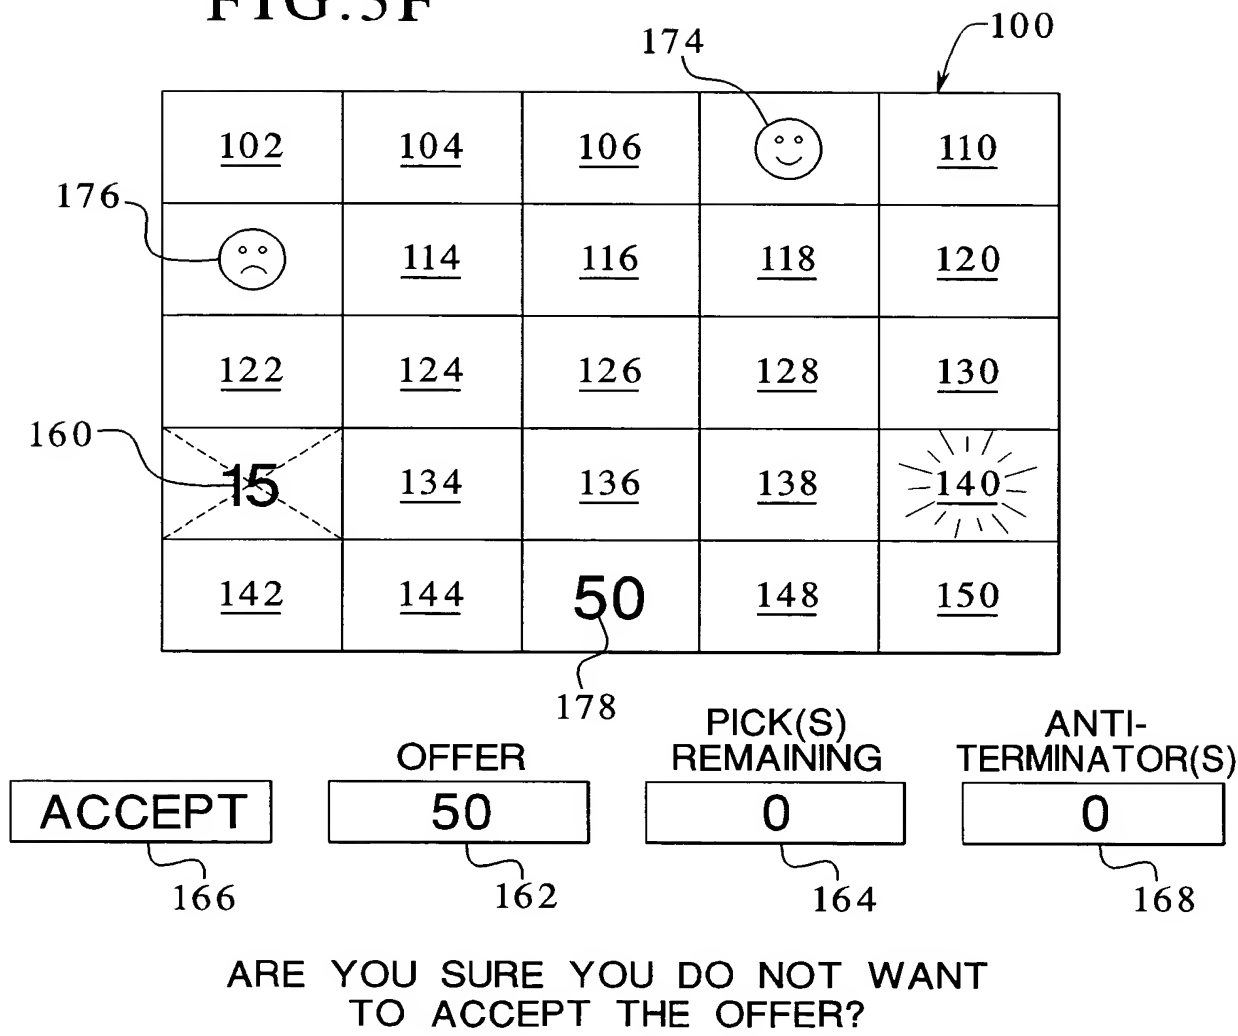 FIG.5F
100
174
102 104 106 110
176
114 116 118 120
122 124 126 128 130
160
15 134 136 138 140
142 144 50 148 150
178
PICK(S) ANTI-
OFFER REMAINING TERMINATOR(S)
ACCEPT 50 0 0
166 162 164 168
ARE YOU SURE YOU DO NOT WANT
TO ACCEPT THE OFFER?